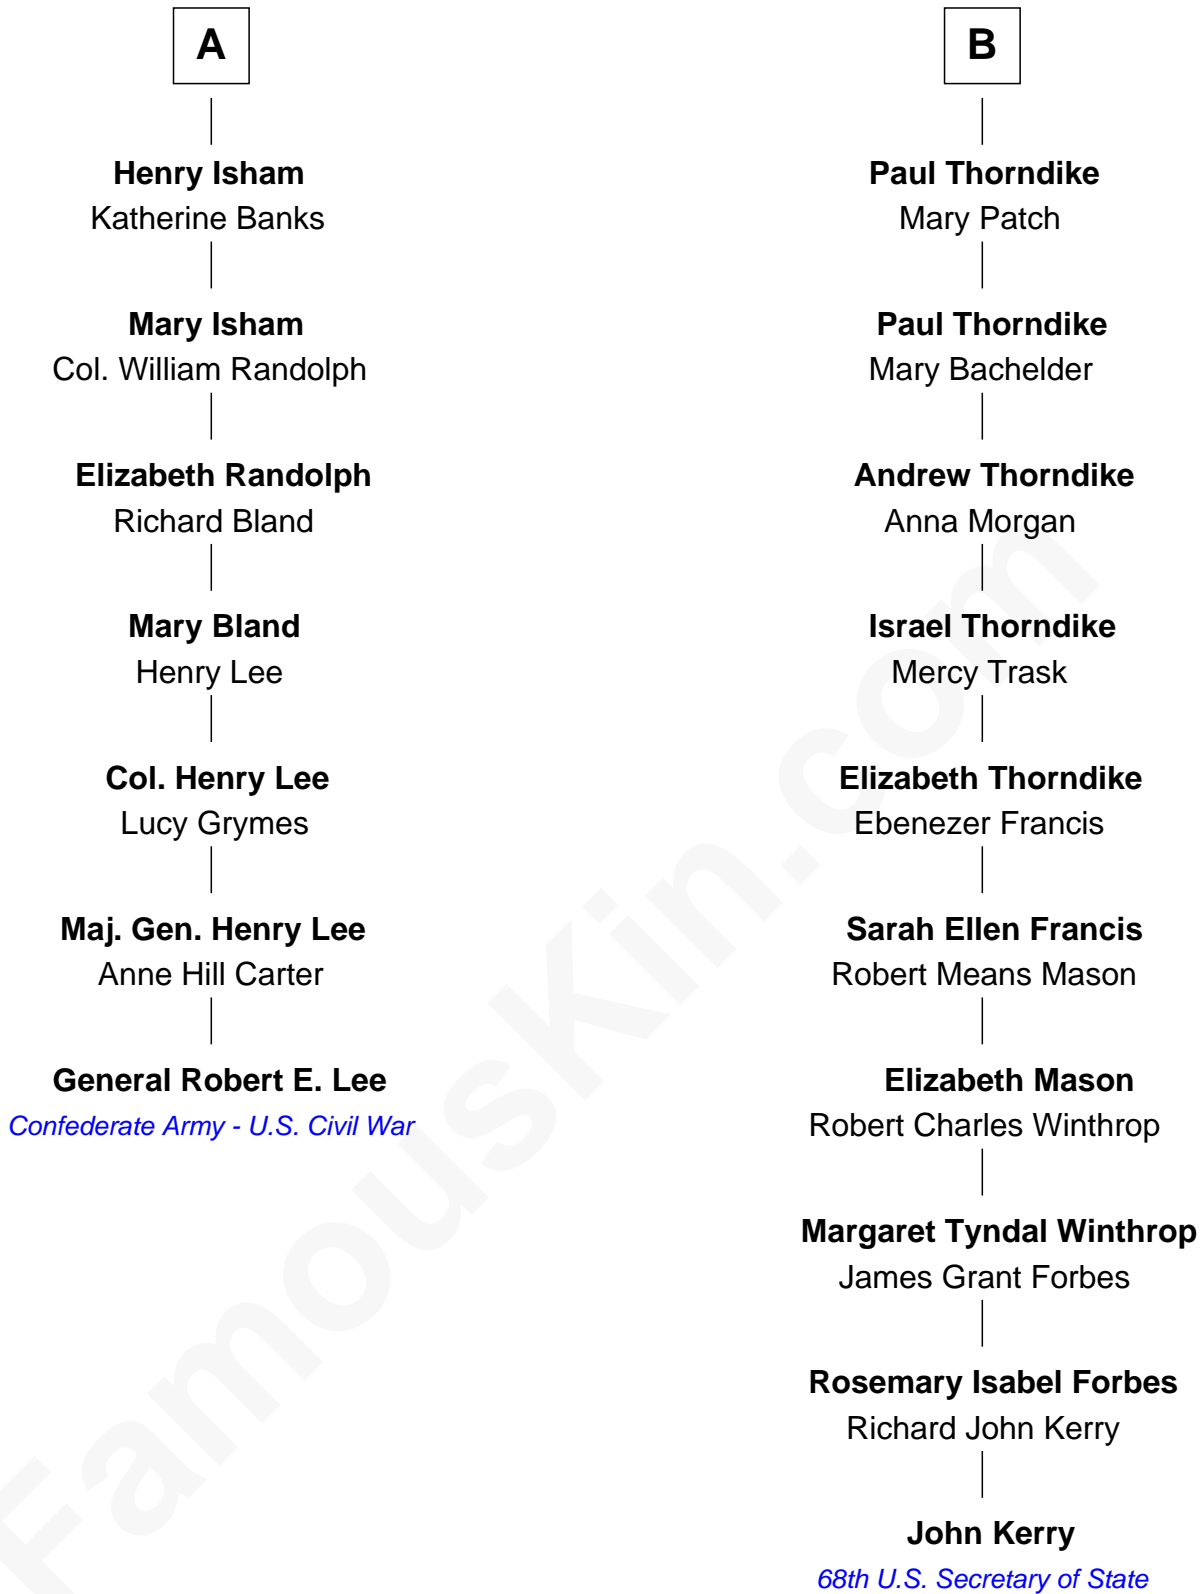 A
Henry Isham
Katherine Banks
Mary Isham
Col. William Randolph
Elizabeth Randolph
Richard Bland
Mary Bland
Henry Lee
Col. Henry Lee
Lucy Grymes
Maj. Gen. Henry Lee
Anne Hill Carter
General Robert E. Lee
Confederate Army - U.S. Civil War
B
Paul Thorndike
Mary Patch
Paul Thorndike
Mary Bachelder
Andrew Thorndike
Anna Morgan
Israel Thorndike
Mercy Trask
Elizabeth Thorndike
Ebenezer Francis
Sarah Ellen Francis
Robert Means Mason
Elizabeth Mason
Robert Charles Winthrop
Margaret Tyndal Winthrop
James Grant Forbes
Rosemary Isabel Forbes
Richard John Kerry
John Kerry
68th U.S. Secretary of State
FamousKin.com